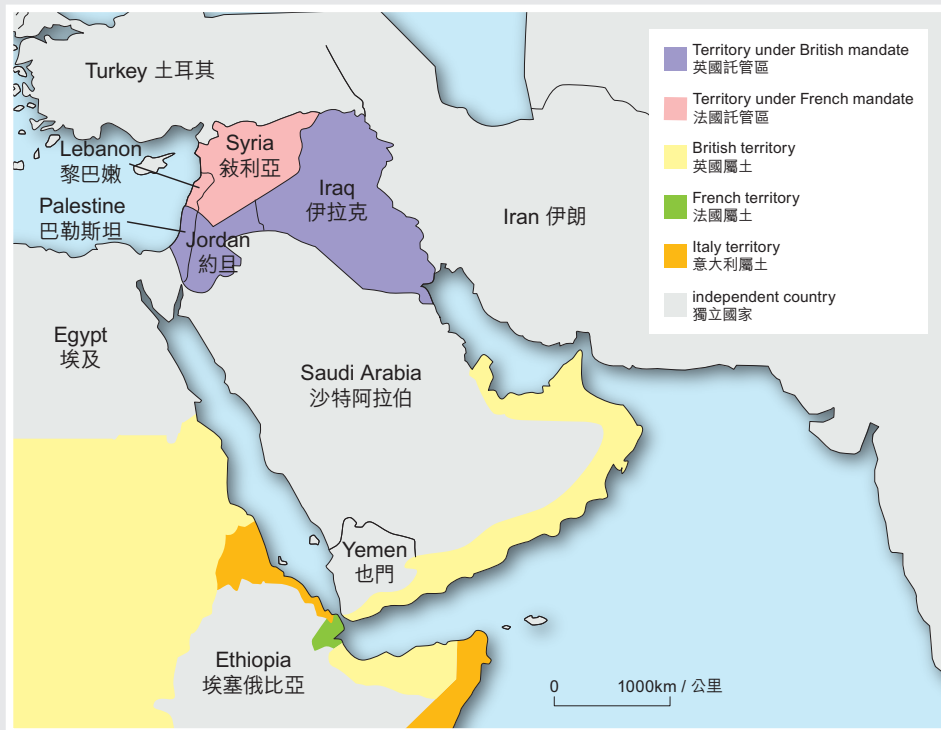 Turkey 土耳其
Lebanon
黎巴嫩
Syria
敍利亞
Palestine
巴勒斯坦
Jordan
約旦
Iraq
伊拉克
Iran 伊朗
Egypt
埃及
Saudi Arabia
沙特阿拉伯
Yemen
也門
Ethiopia
埃塞俄比亞
Territory under British mandate
英國託管區
Territory under French mandate
法國託管區
British territory
英國屬土
French territory
法國屬土
Italy territory
意大利屬土
independent country
獨立國家
0 1000km / 公里